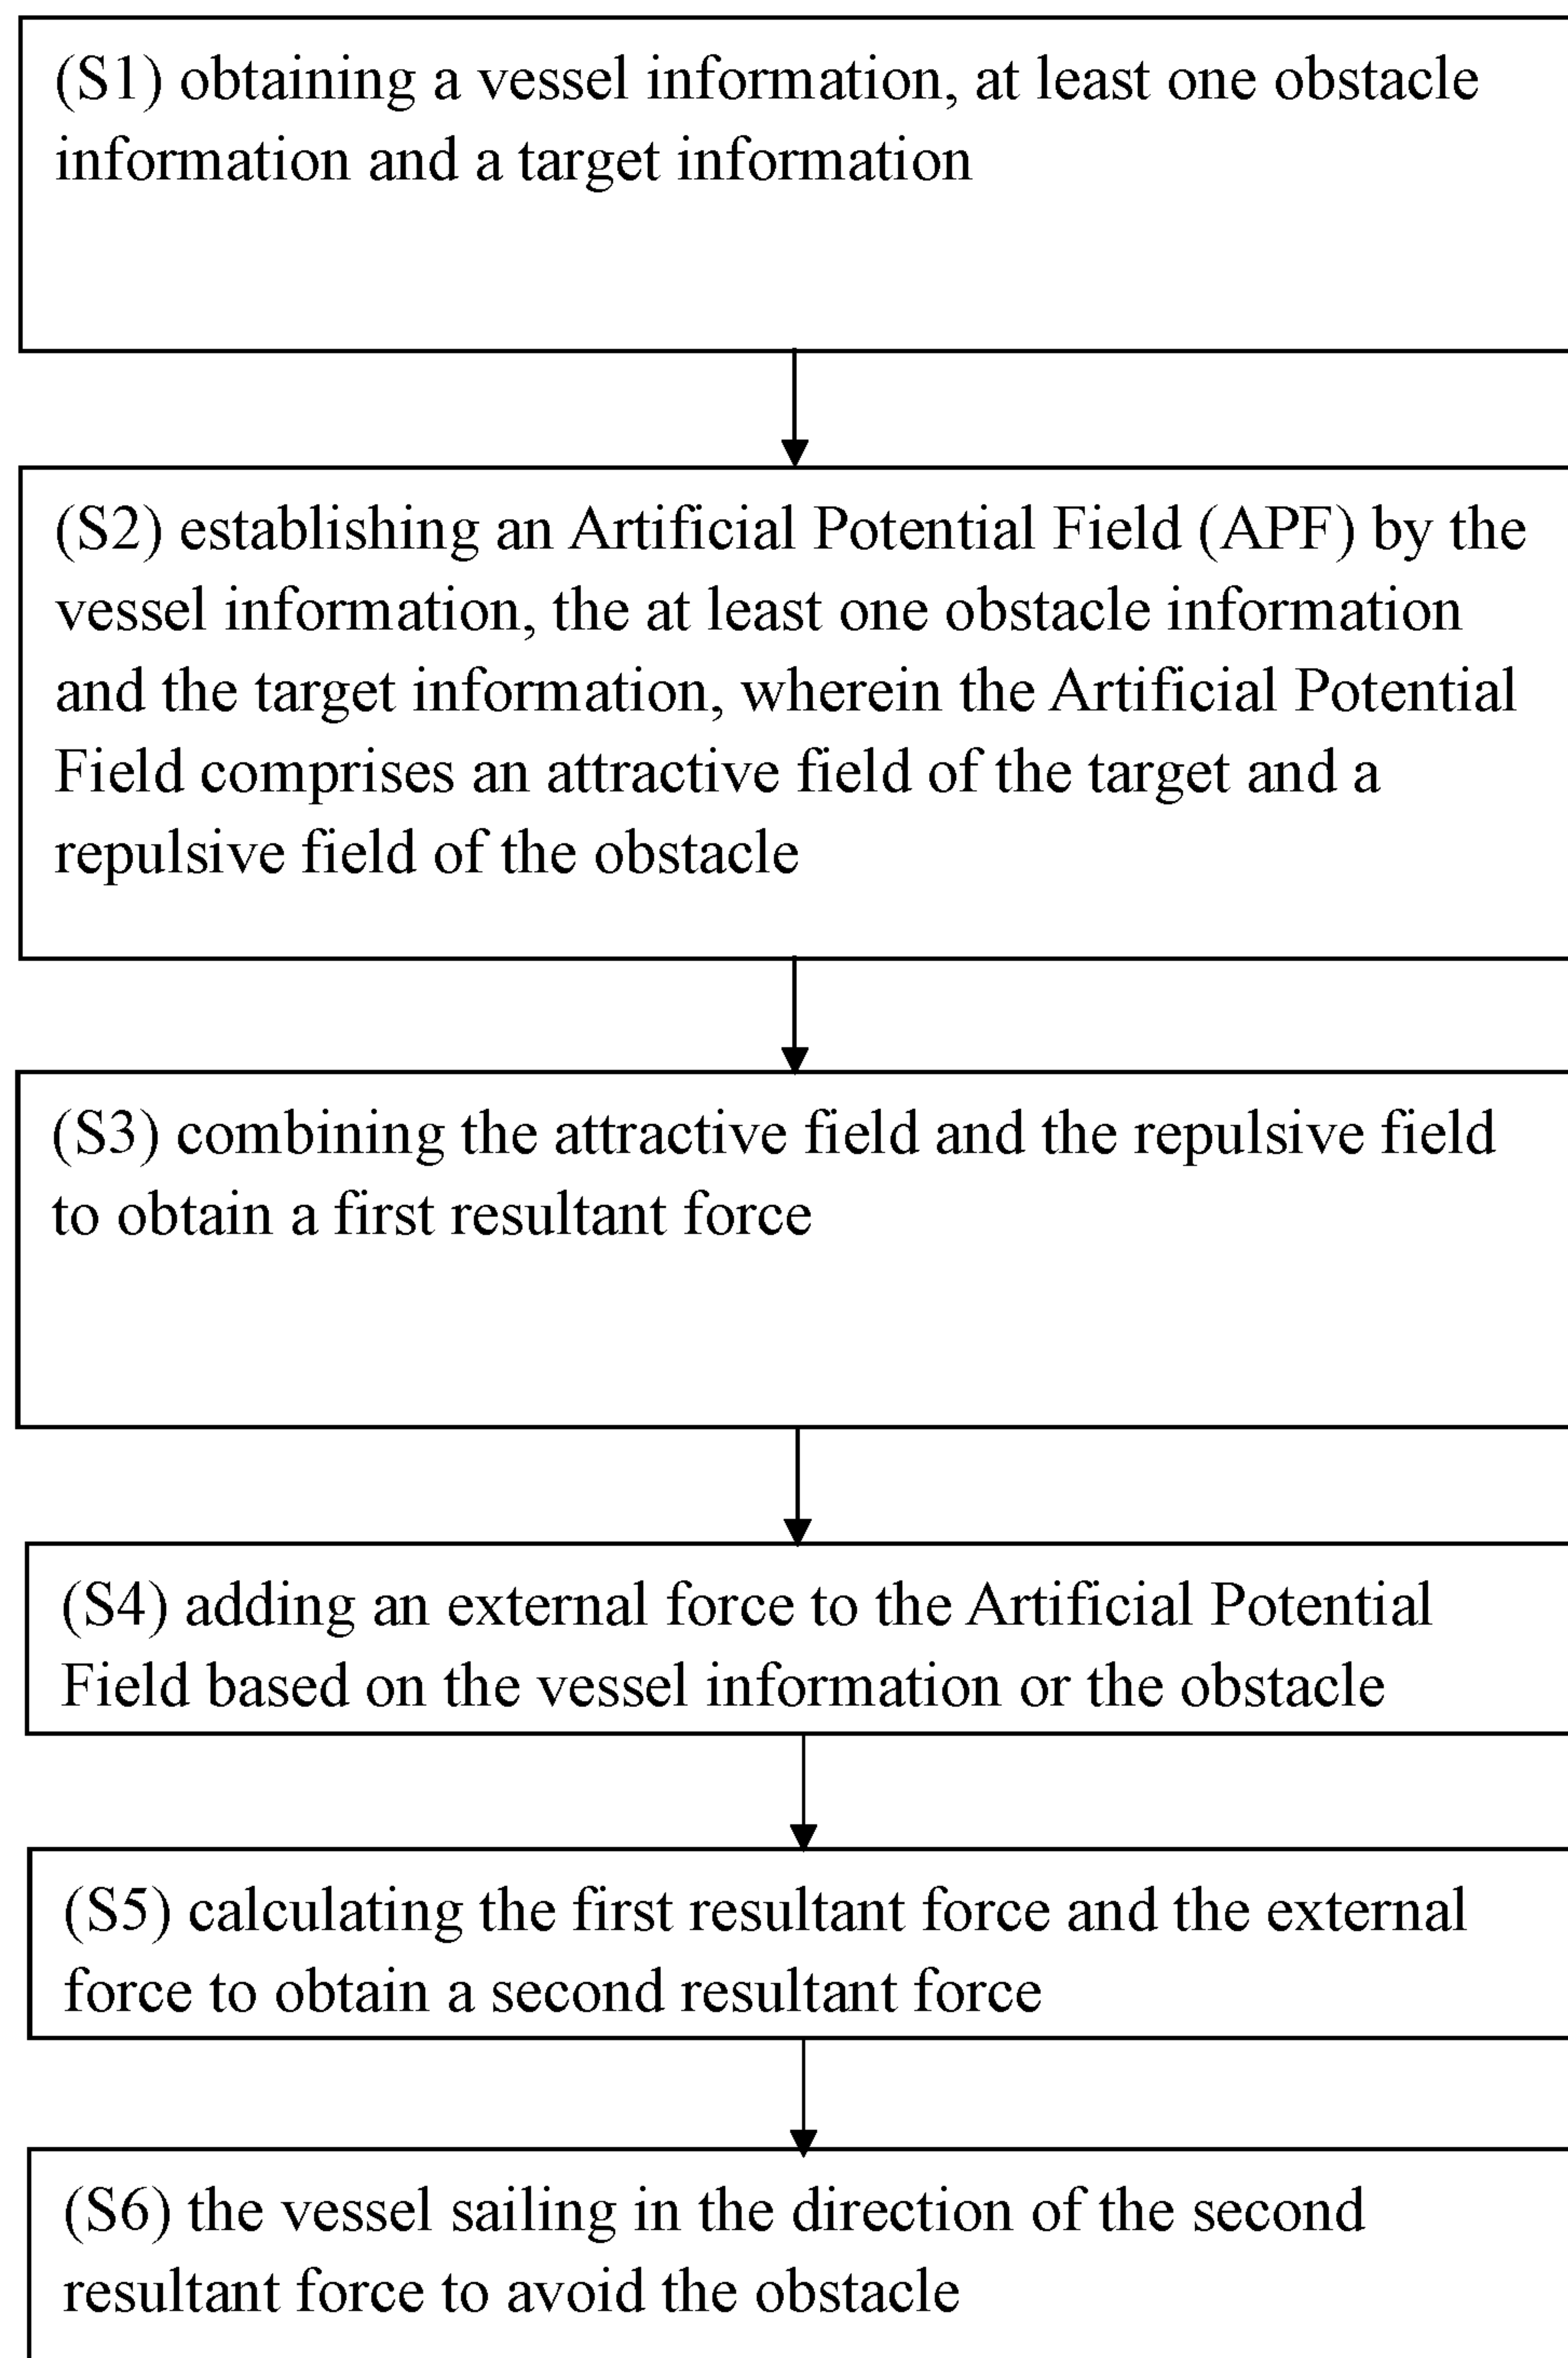 (S1) obtaining a vessel information, at least one obstacle
information and a target information
(S2) establishing an Artificial Potential Field (APF) by the
vessel information, the at least one obstacle information
and the target information, wherein the Artificial Potential
Field comprises an attractive field of the target and a
repulsive field of the obstacle
(S3) combining the attractive field and the repulsive field
to obtain a first resultant force
(S4) adding an external force to the Artificial Potential
Field based on the vessel information or the obstacle
(S5) calculating the first resultant force and the external
force to obtain a second resultant force
(S6) the vessel sailing in the direction of the second
resultant force to avoid the obstacle